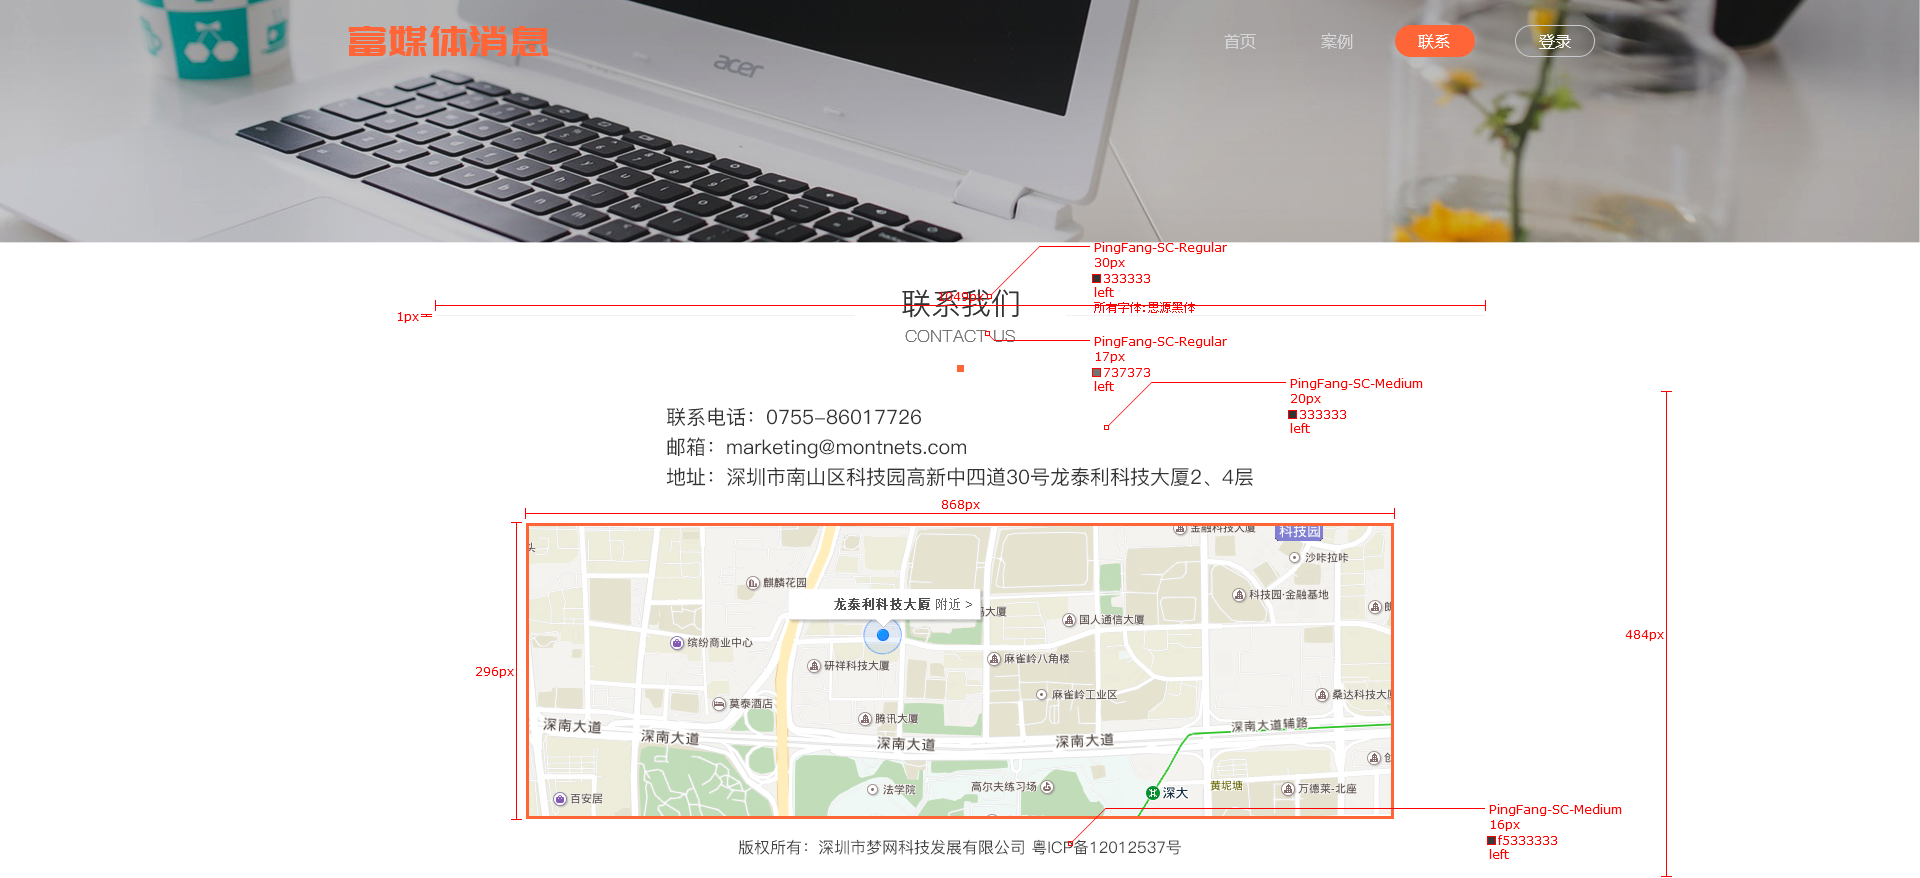 富媒体消息
首页
案例
联系
登录
acer
PingFang-SC-Regular
30px
333333
left
所有字体:思源黑体
1px
联系我们
CONTACT US
PingFang-SC-Regular
17px
737373
left
PingFang-SC-Medium
20px
333333
left
联系电话：0755-86017726
邮箱：marketing@montnets.com
地址：深圳市南山区科技园高新中四道30号龙泰利科技大厦2、4层
868px
296px
484px
金融科技大厦
科技园
头
沙咔拉咔
麒麟花园
科技园·金融基地
龙泰利科技大厦 附近 >
大厦
国人通信大厦
缤纷商业中心
研祥科技大厦
麻雀岭八角楼
麻雀岭工业区
桑达科技大厦
莫泰酒店
腾讯大厦
深南大道
深南大道
深南大道
深南大道
深南大道辅路
百安居
法学院
高尔夫练习场
深大
黄坭塘
万德莱-北座
PingFang-SC-Medium
16px
f5333333
left
版权所有：深圳市梦网科技发展有限公司 粤ICP备12012537号